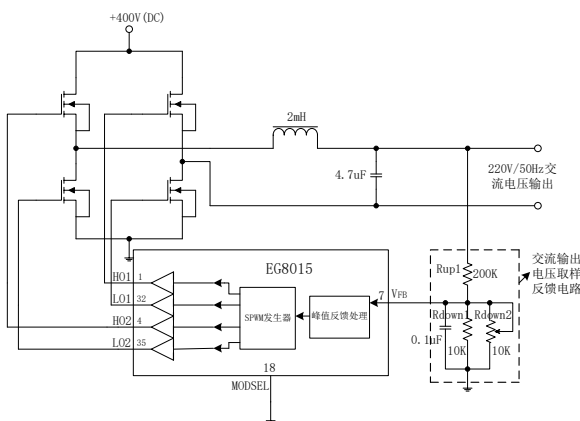 +400V(DC)
2mH
4.7uF
220V/50Hz交
流电压输出
EG8015
HO1 1
LO1 32
HO2 4
LO2 35
SPWM发生器
峰值反馈处理
7 VFB
18
MODSEL
Rup1
200K
Rdown1
Rdown2
0.1uF
10K
10K
交流输出
电压取样
反馈电路